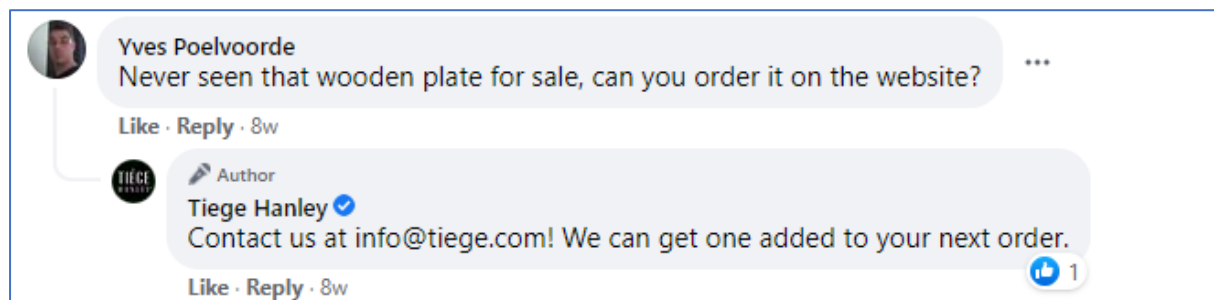 Yves Poelvoorde
Never seen that wooden plate for sale, can you order it on the website?
Like · Reply · 8w
TIEGE
HANLEY
Author
Tiege Hanley
Contact us at info@tiege.com! We can get one added to your next order.
1
Like · Reply · 8w